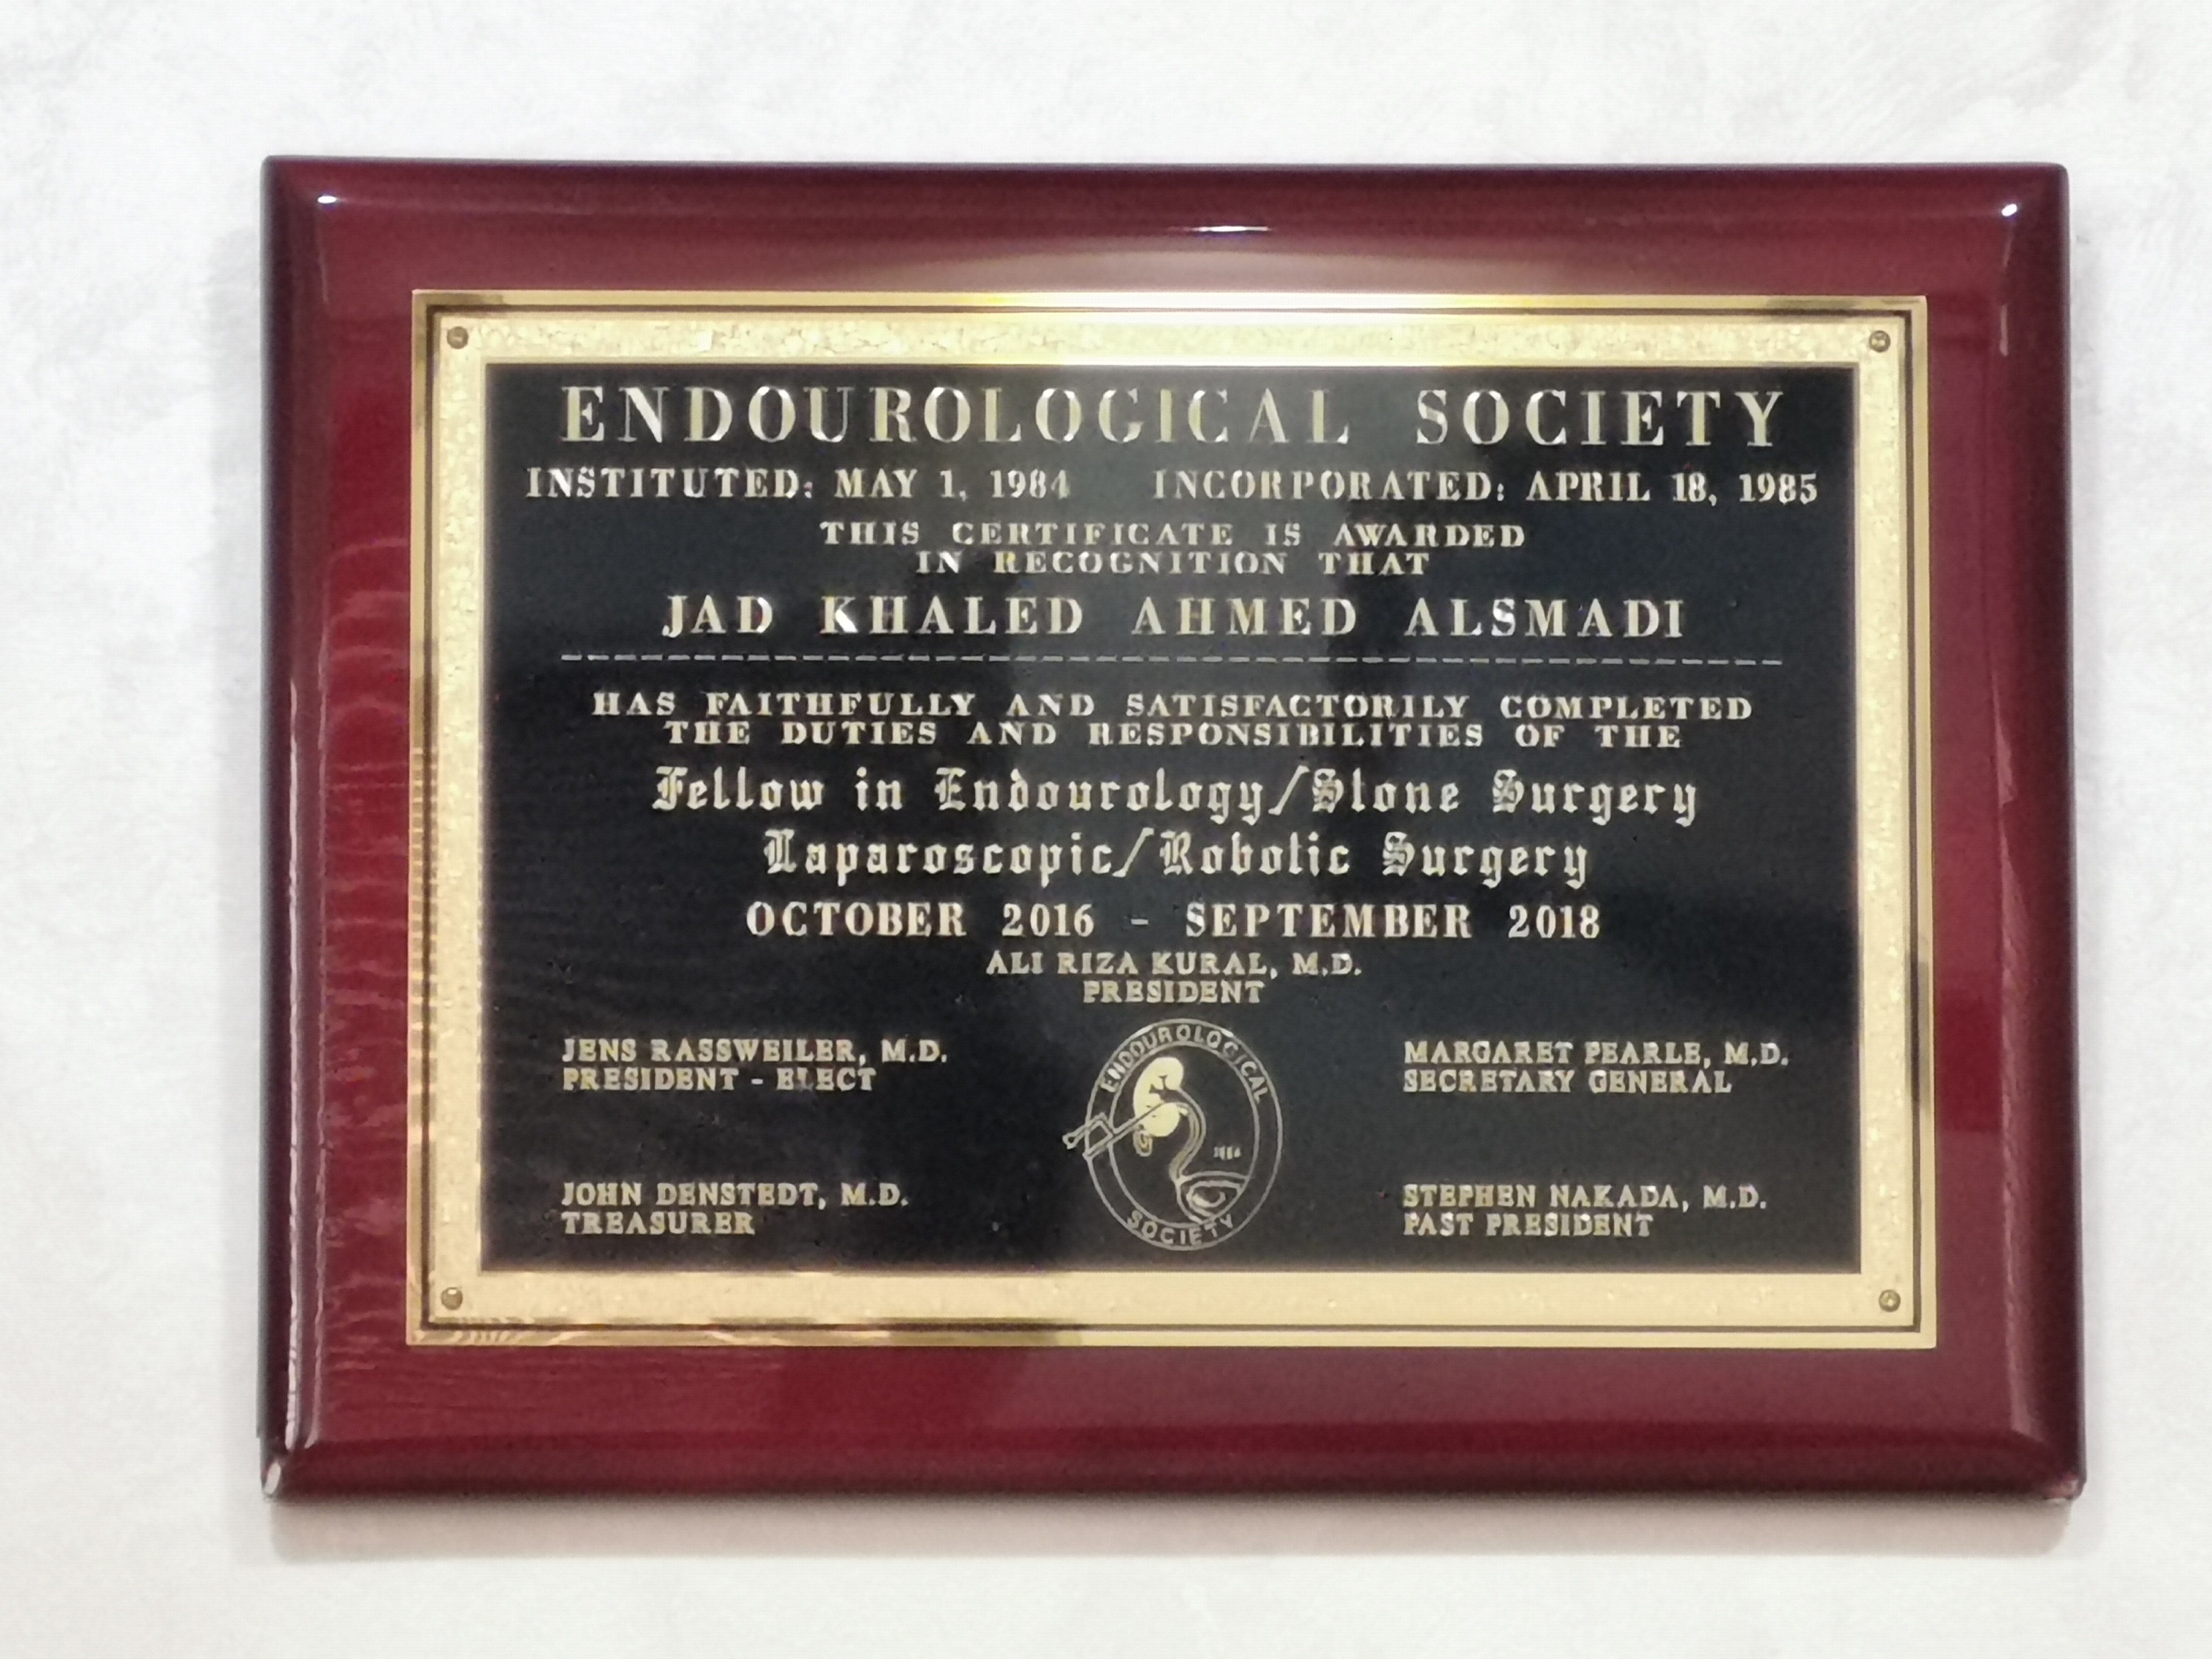 ENDOUROLOGICAL SOCIETY
INSTITUTED: MAY 1, 1984 INCORPORATED: APRIL 18, 1985
THIS CERTIFICATE IS AWARDED
IN RECOGNITION THAT
JAD KHALED AHMED ALSMADI
HAS FAITHFULLY AND SATISFACTORILY COMPLETED
THE DUTIES AND RESPONSIBILITIES OF THE
Fellow in Endourology/Stone Surgery
Laparoscopic/Robotic Surgery
OCTOBER 2016 - SEPTEMBER 2018
ALI RIZA KURAL, M.D.
PRESIDENT
JENS RASSWEILER, M.D.
PRESIDENT - ELECT
MARGARET PEARLE, M.D.
SECRETARY GENERAL
ENDOUROLOGICAL
1984
SOCIETY
JOHN DENSTEDT, M.D.
TREASURER
STEPHEN NAKADA, M.D.
PAST PRESIDENT